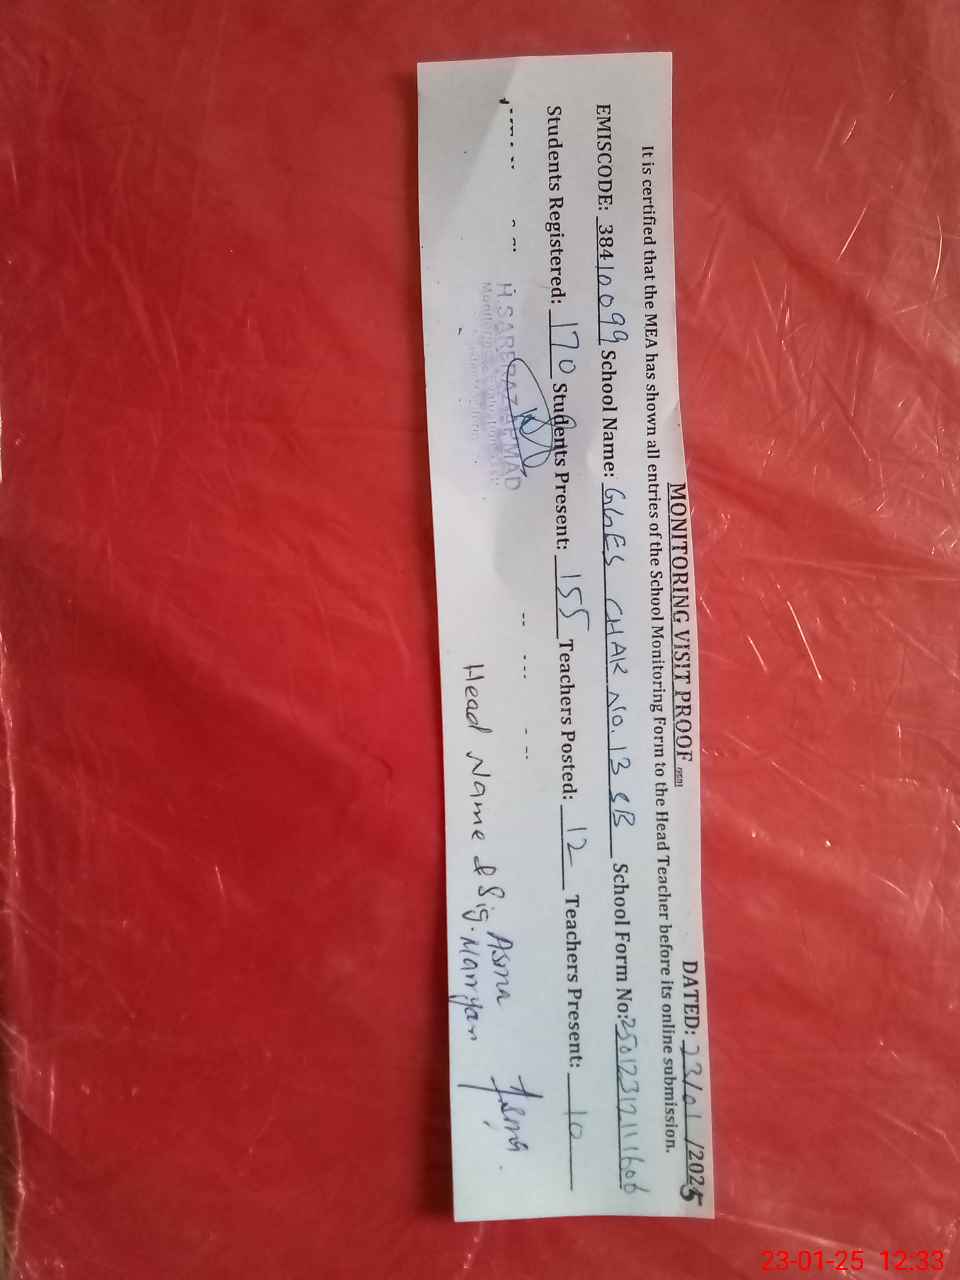 MONITORING VISIT PROOF
DATED: 23/01/2025
It is certified that the MEA has shown all entries of the School Monitoring Form to the Head Teacher before its online submission.
EMISCODE: 38410099 School Name: GGES CHAK NO. 13 SB School Form No:
Students Registered: 170 Students Present: 155 Teachers Posted: 12 Teachers Present: 10
Head Name & Sig. Asma
Marryam
Asma
23-01-25 12:33